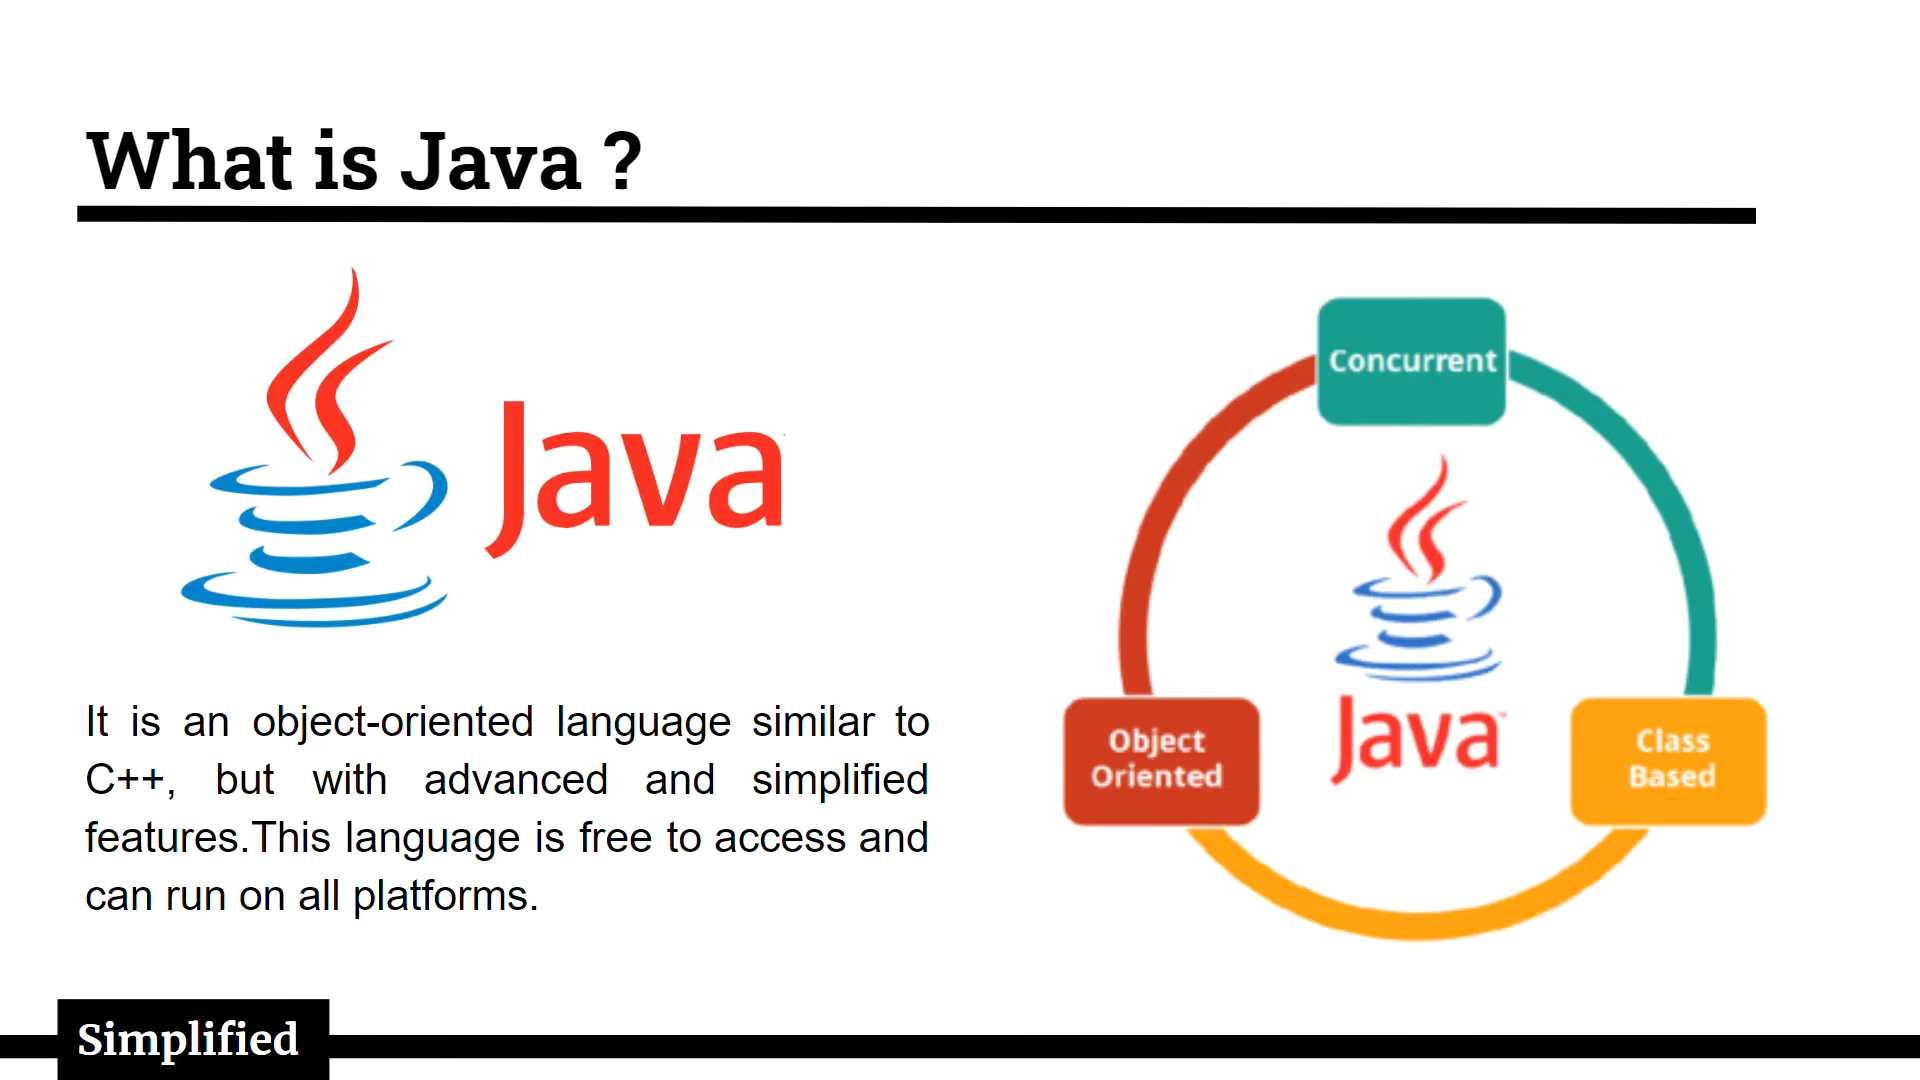 What is Java ?
Java
It is an object-oriented language similar to
C++, but with advanced and simplified
features.This language is free to access and
can run on all platforms.
Concurrent
Java™
Object
Oriented
Class
Based
Simplified